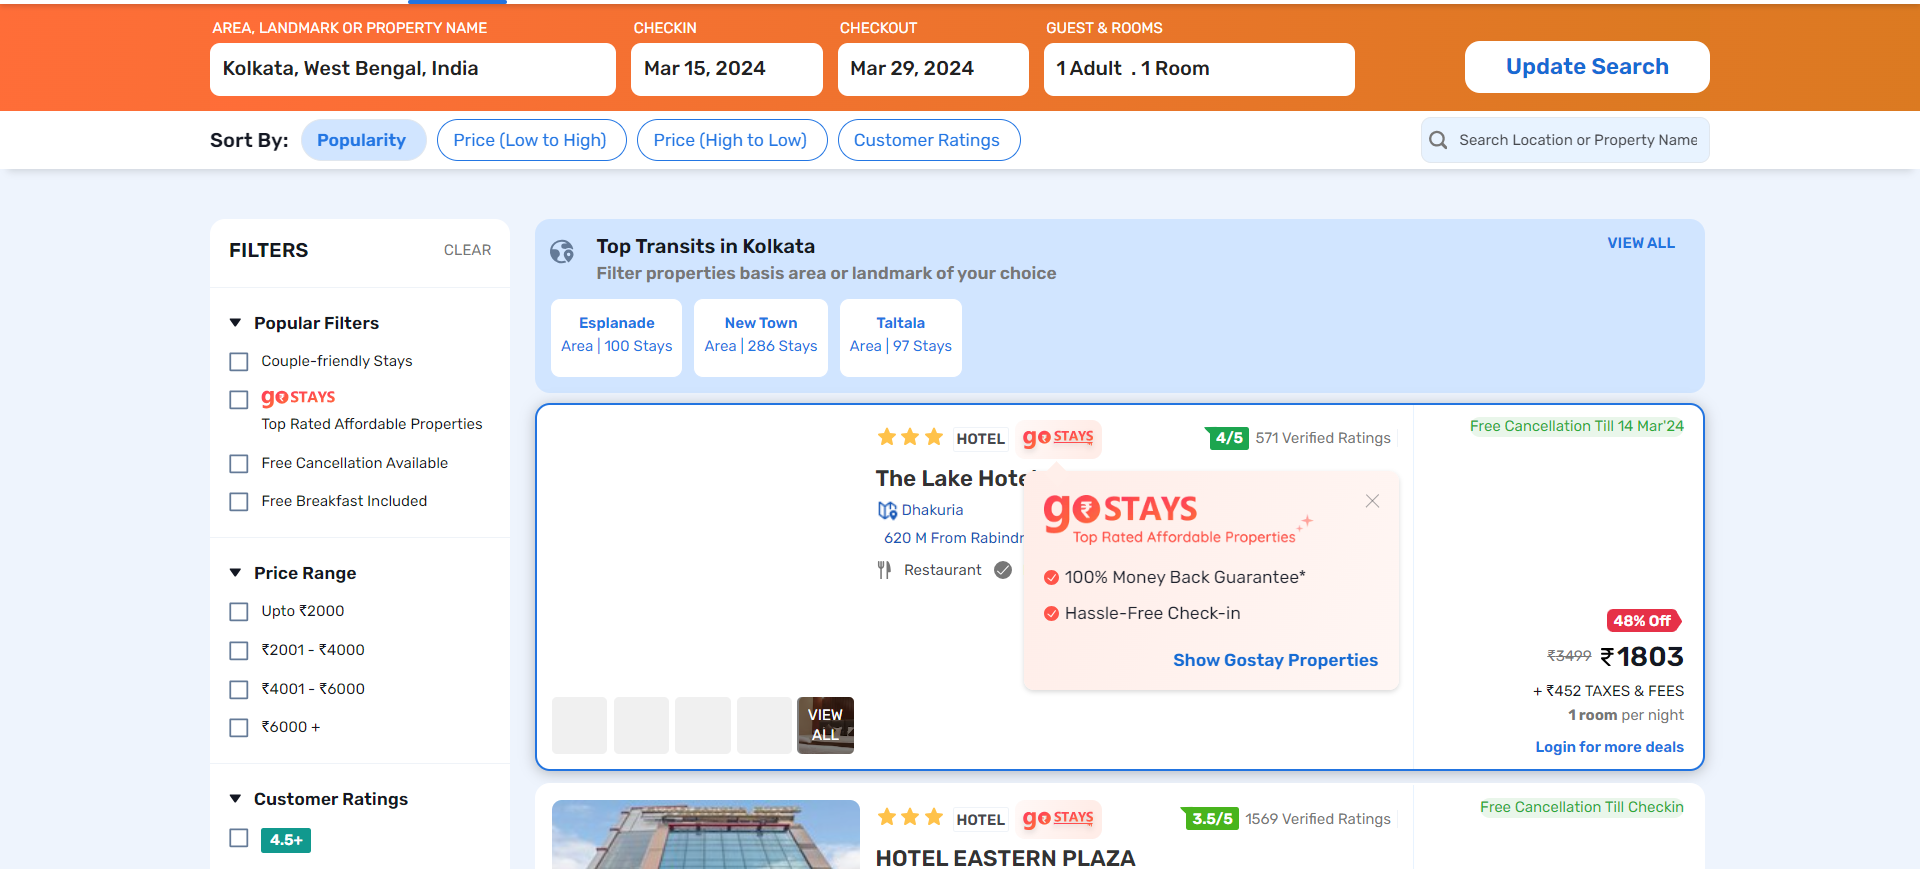 AREA, LANDMARK OR PROPERTY NAME
CHECKIN
CHECKOUT
GUEST & ROOMS
Kolkata, West Bengal, India
Mar 15, 2024
Mar 29, 2024
1 Adult . 1 Room
Update Search
Sort By:
Popularity
Price (Low to High)
Price (High to Low)
Customer Ratings
Search Location or Property Name
FILTERS
CLEAR
Popular Filters
Couple-friendly Stays
goSTAYS
Top Rated Affordable Properties
Free Cancellation Available
Free Breakfast Included
Price Range
Upto ₹2000
₹2001 - ₹4000
₹4001 - ₹6000
₹6000 +
Customer Ratings
4.5+
Top Transits in Kolkata
VIEW ALL
Filter properties basis area or landmark of your choice
Esplanade
Area | 100 Stays
New Town
Area | 286 Stays
Taltala
Area | 97 Stays
HOTEL
goSTAYS
4/5
571 Verified Ratings
Free Cancellation Till 14 Mar'24
The Lake Hote
Dhakuria
620 M From Rabindr
Restaurant
goSTAYS
Top Rated Affordable Properties
100% Money Back Guarantee*
Hassle-Free Check-in
Show Gostay Properties
VIEW
ALL
48% Off
₹3499 ₹1803
+ ₹452 TAXES & FEES
1 room per night
Login for more deals
HOTEL
goSTAYS
3.5/5
1569 Verified Ratings
Free Cancellation Till Checkin
HOTEL EASTERN PLAZA